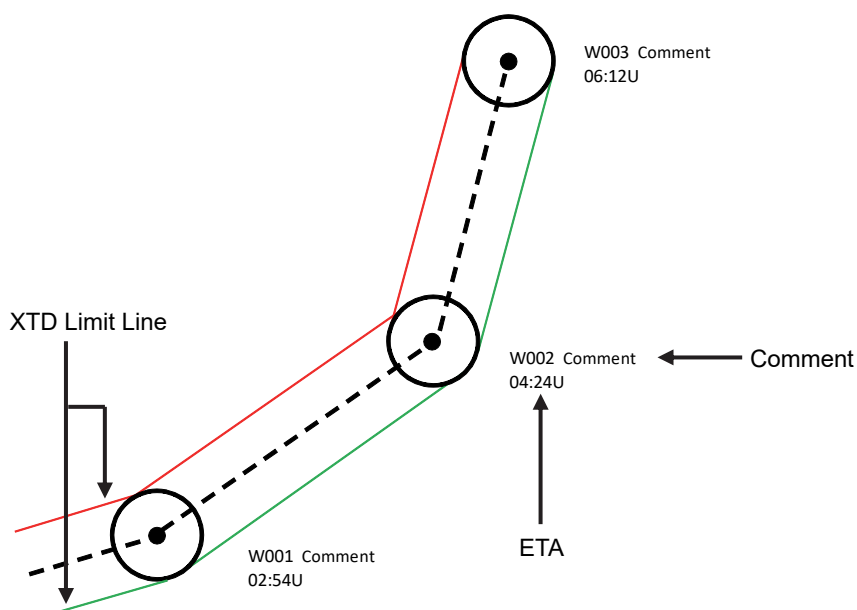 W003 Comment
06:12U
XTD Limit Line
W002 Comment
04:24U
Comment
ETA
W001 Comment
02:54U